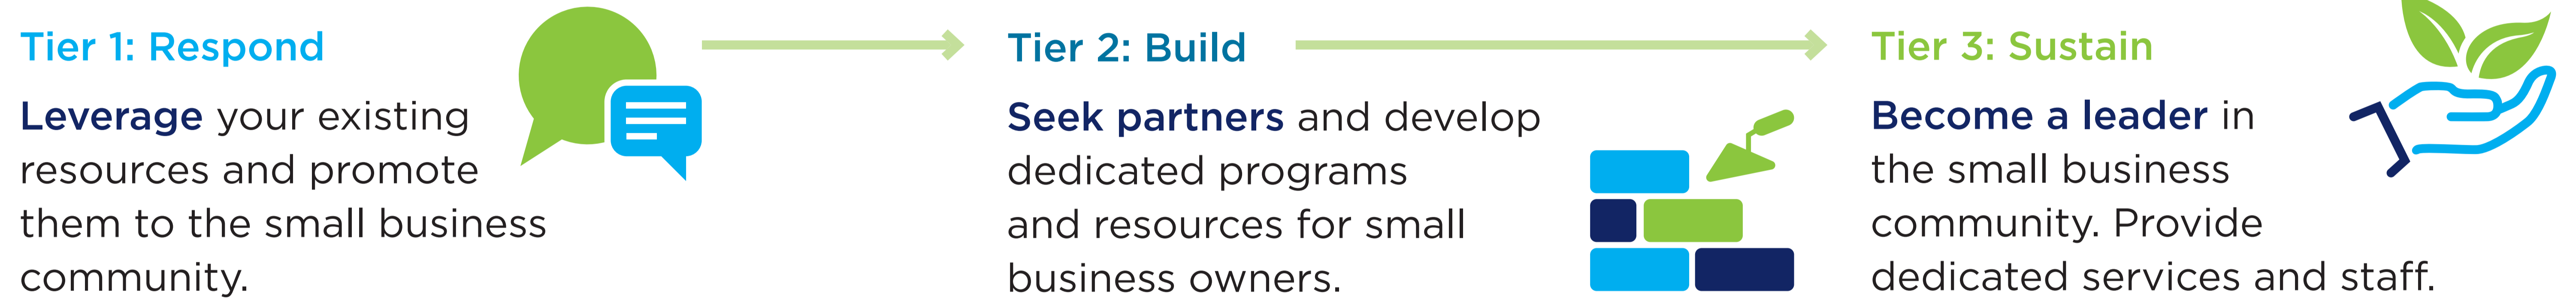 Tier 1: Respond
Leverage your existing
resources and promote
them to the small business
community.
Tier 2: Build
Seek partners and develop
dedicated programs
and resources for small
business owners.
Tier 3: Sustain
Become a leader in
the small business
community. Provide
dedicated services and staff.